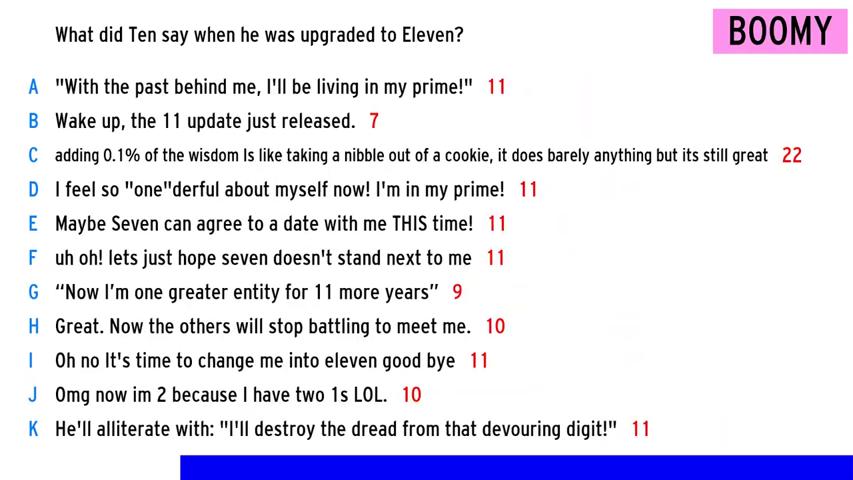 What did Ten say when he was upgraded to Eleven?
BOOMY
A "With the past behind me, I'll be living in my prime!" 11
B Wake up, the 11 update just released. 7
C adding 0.1% of the wisdom Is like taking a nibble out of a cookie, it does barely anything but its still great 22
D I feel so "one"derful about myself now! I'm in my prime! 11
E Maybe Seven can agree to a date with me THIS time! 11
F uh oh! lets just hope seven doesn't stand next to me 11
G “Now I’m one greater entity for 11 more years” 9
H Great. Now the others will stop battling to meet me. 10
I Oh no It's time to change me into eleven good bye 11
J Omg now im 2 because I have two 1s LOL. 10
K He'll alliterate with: "I'll destroy the dread from that devouring digit!" 11